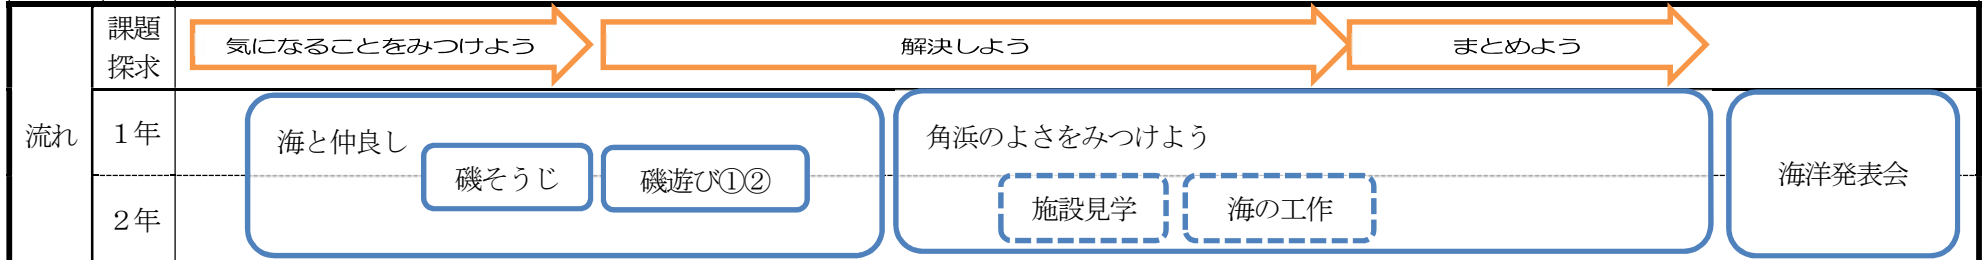 課題
探求
気になることをみつけよう
解決しよう
まとめよう
流れ
１年
２年
海と仲良し
磯そうじ
磯遊び①②
角浜のよさをみつけよう
施設見学
海の工作
海洋発表会